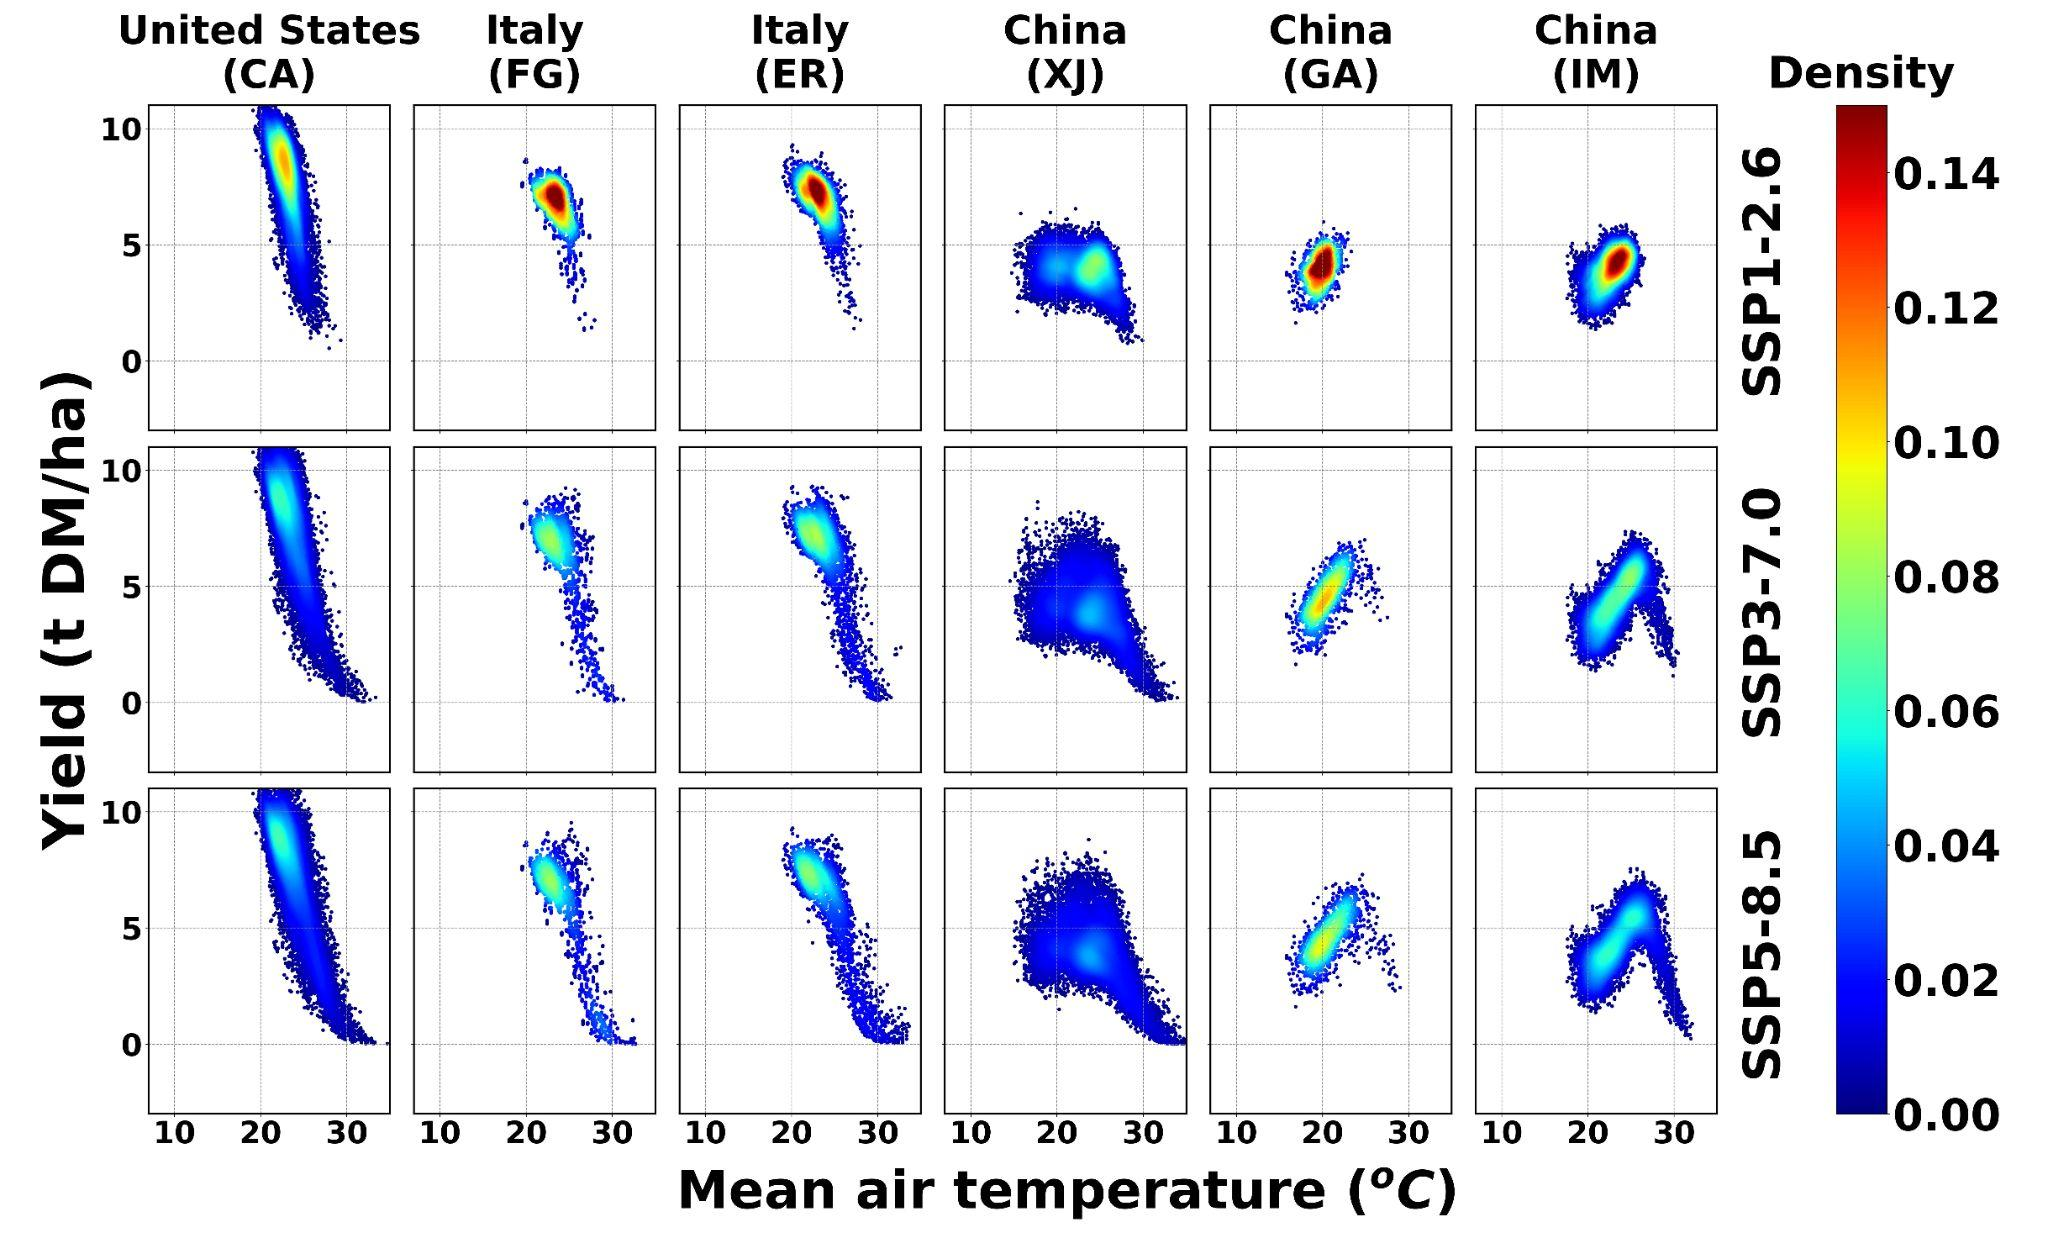 United States Italy Italy China China China Density
(CA) (FG) (ER) (XJ) (GA) (IM)
10
5
0
SSP1-2.6
10
5
0
SSP3-7.0
10
5
0
SSP5-8.5
Yield (t DM/ha)
10 20 30 10 20 30 10 20 30 10 20 30 10 20 30 10 20 30
Mean air temperature (°C)
0.14
0.12
0.10
0.08
0.06
0.04
0.02
0.00